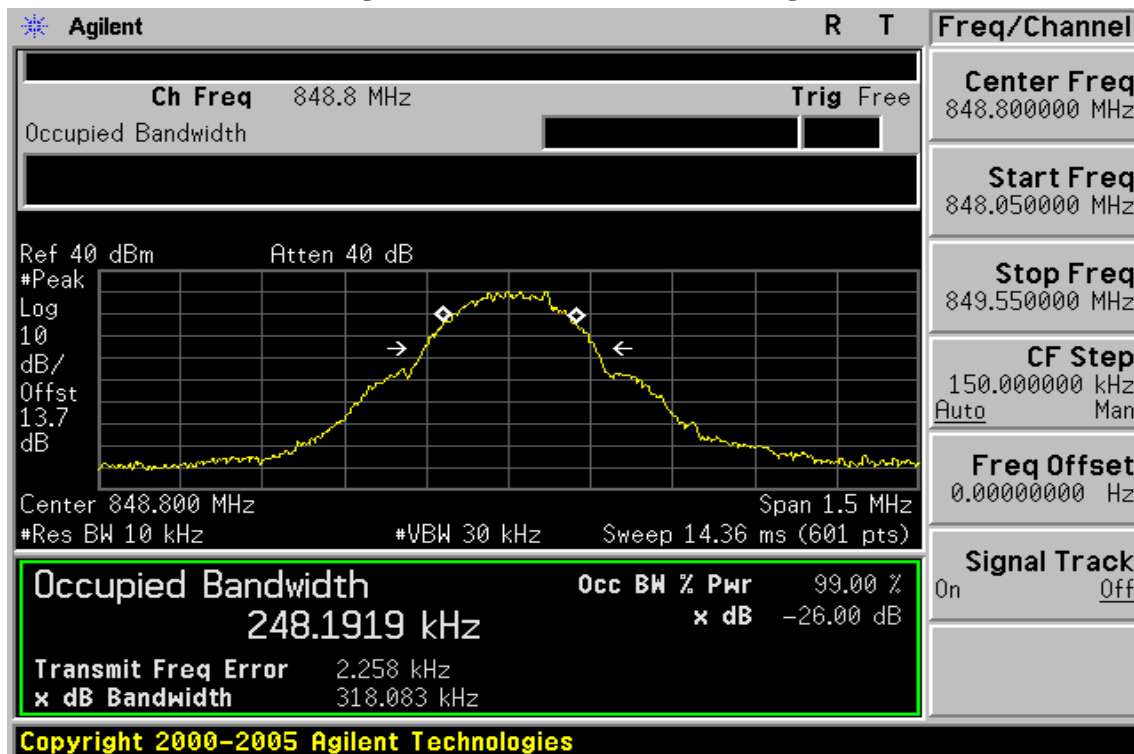 Agilent R T
Ch Freq 848.8 MHz Trig Free
Occupied Bandwidth
Ref 40 dBm Atten 40 dB
#Peak
Log
10
dB/
Offst
13.7
dB
Center 848.800 MHz Span 1.5 MHz
#Res BW 10 kHz #VBW 30 kHz Sweep 14.36 ms (601 pts)
Occupied Bandwidth Occ BW % Pwr 99.00 %
248.1919 kHz x dB -26.00 dB
Transmit Freq Error 2.258 kHz
x dB Bandwidth 318.083 kHz
Copyright 2000-2005 Agilent Technologies
Freq/Channel
Center Freq
848.800000 MHz
Start Freq
848.050000 MHz
Stop Freq
849.550000 MHz
CF Step
150.000000 kHz
Auto Man
Freq Offset
0.00000000 Hz
Signal Track
On Off